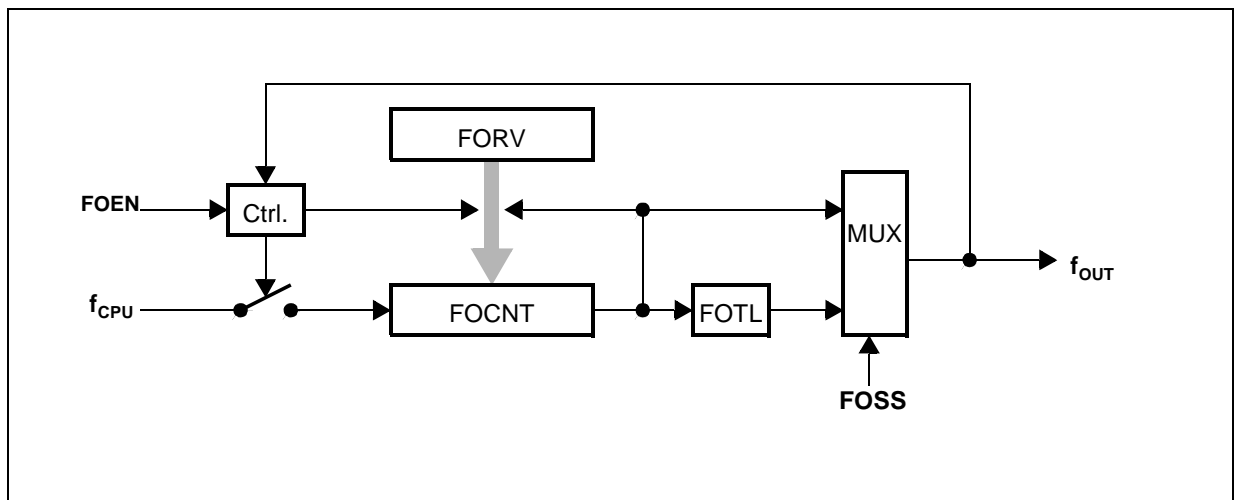 FORV
FOEN
Ctrl.
MUX
fOUT
fCPU
FOCNT
FOTL
FOSS